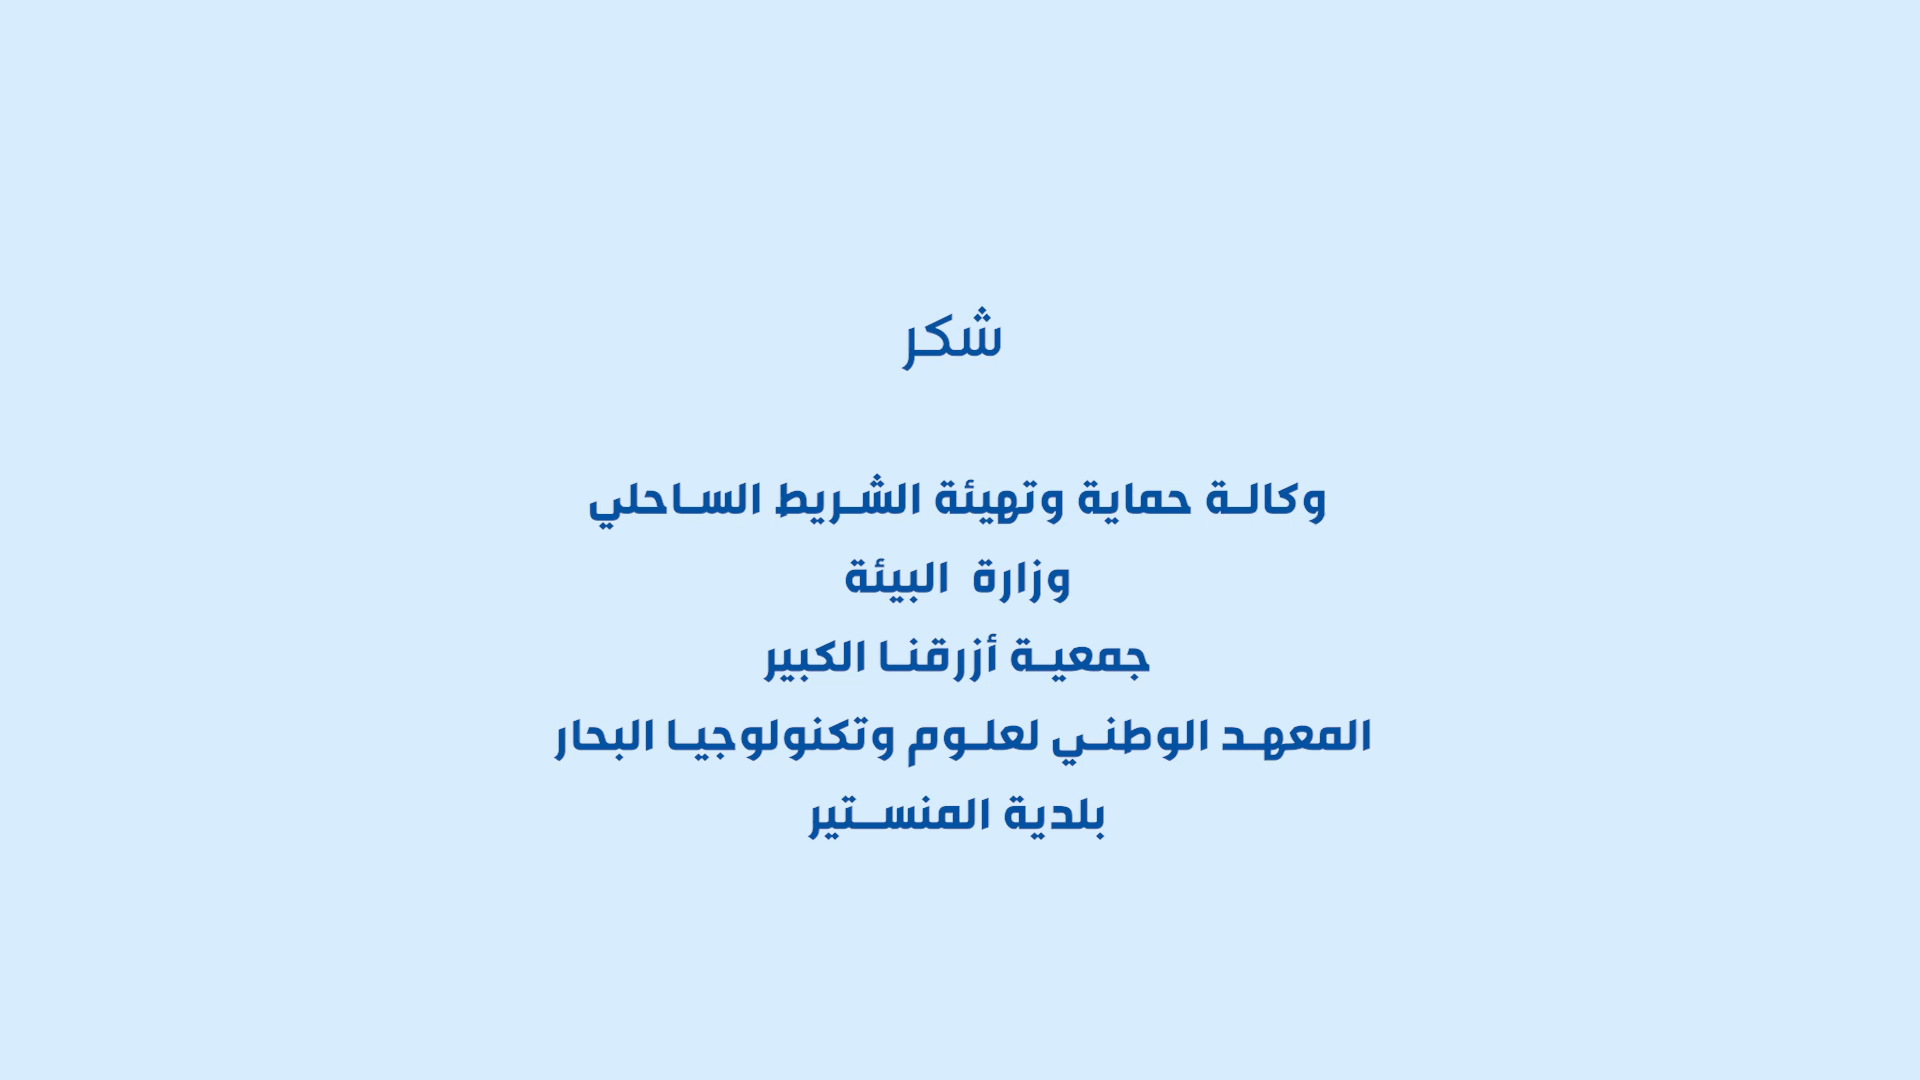 شكر
وكالة حماية وتهيئة الشريط الساحلي
وزارة البيئة
جمعية أزرقنا الكبير
المعهد الوطني لعلوم وتكنولوجيا البحار
بلدية المنستير